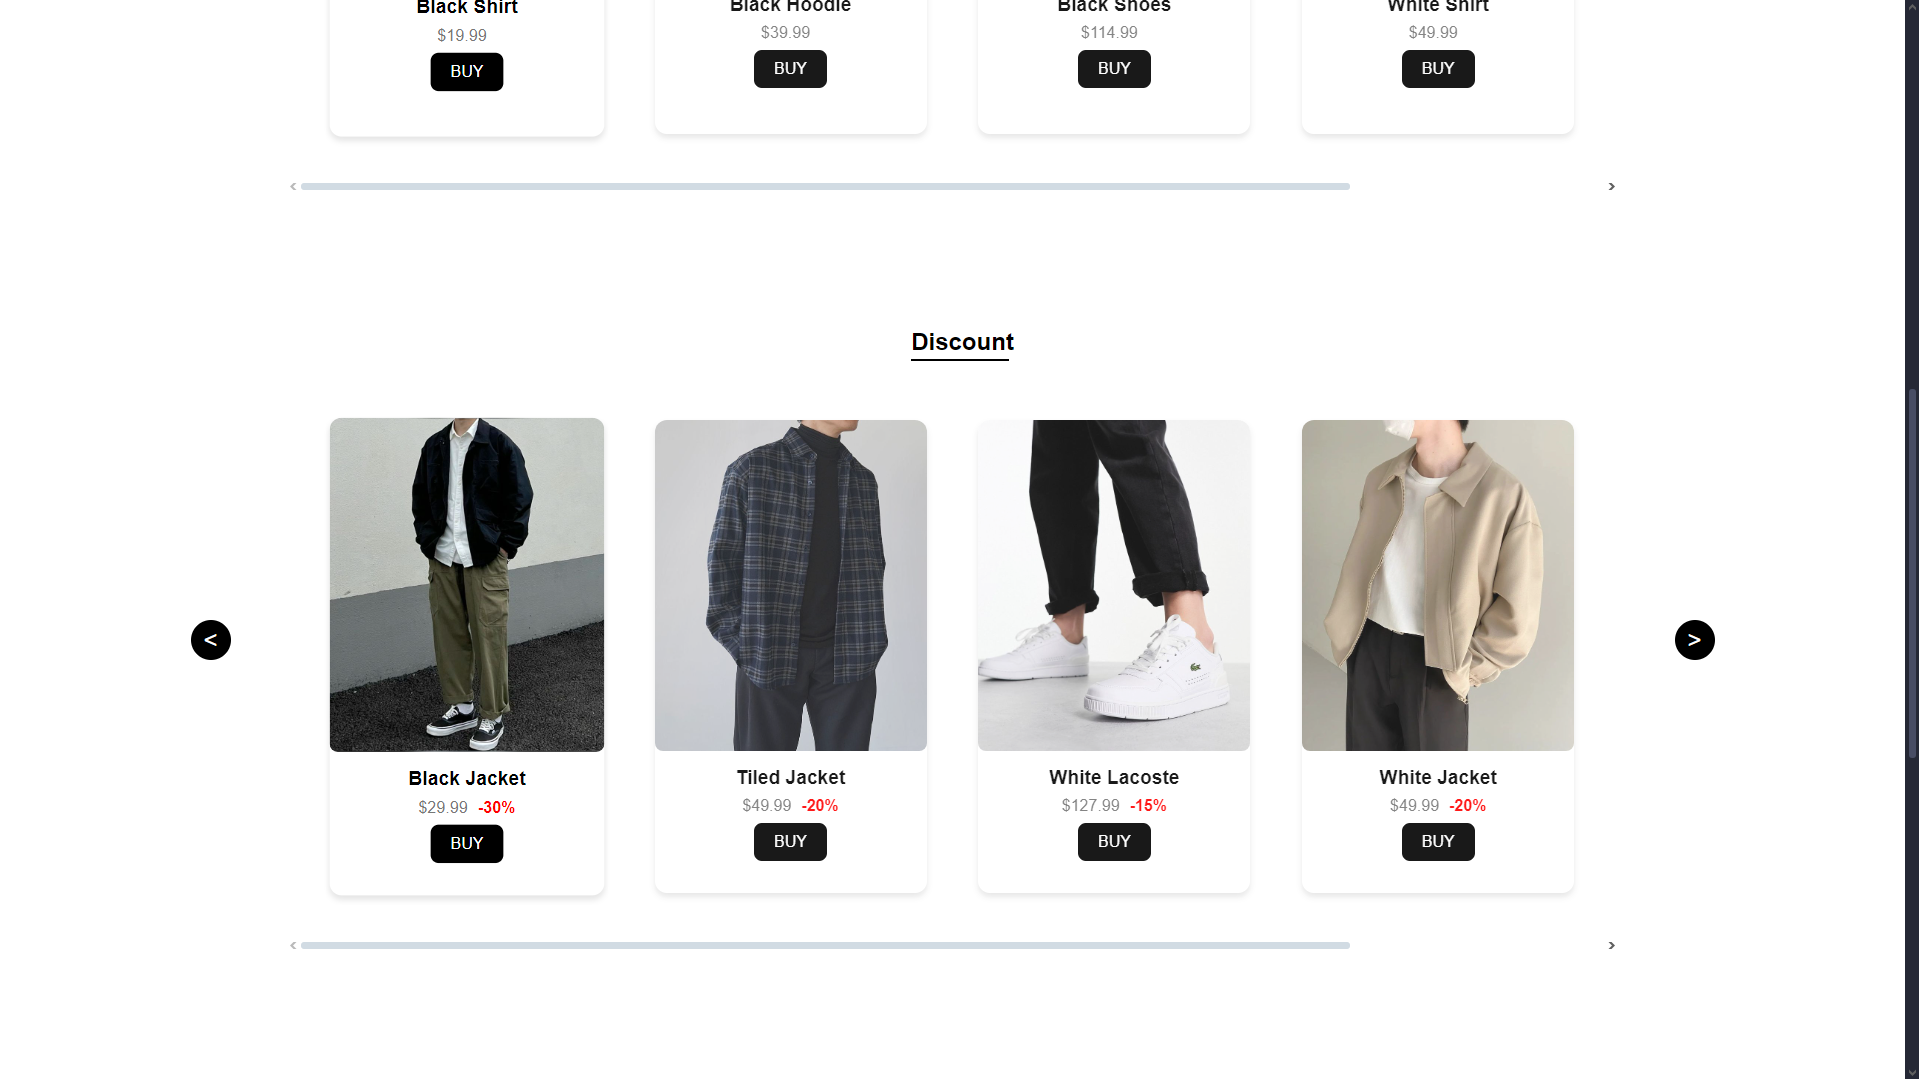 Black Shirt
Black Hoodie
Black Shoes
White Shirt
$19.99
$39.99
$114.99
$49.99
BUY
BUY
BUY
BUY
Discount
<
>
Black Jacket
Tiled Jacket
White Lacoste
White Jacket
$29.99 -30%
$49.99 -20%
$127.99 -15%
$49.99 -20%
BUY
BUY
BUY
BUY